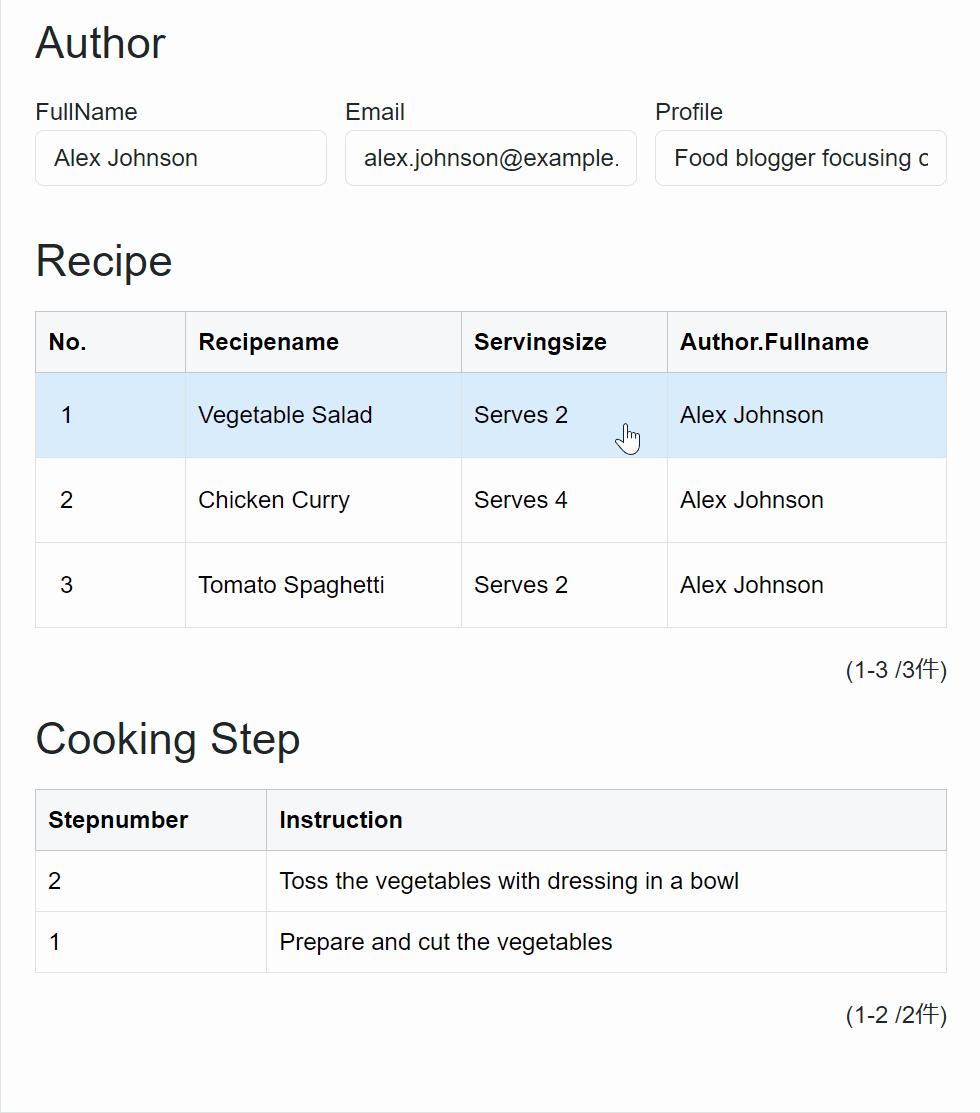 Author
FullName Email Profile
Alex Johnson alex.johnson@example. Food blogger focusing
Recipe
No. Recipename Servingsize Author.Fullname
1 Vegetable Salad Serves 2 Alex Johnson
2 Chicken Curry Serves 4 Alex Johnson
3 Tomato Spaghetti Serves 2 Alex Johnson
(1-3 /3件)
Cooking Step
Stepnumber Instruction
2 Toss the vegetables with dressing in a bowl
1 Prepare and cut the vegetables
(1-2 /2件)